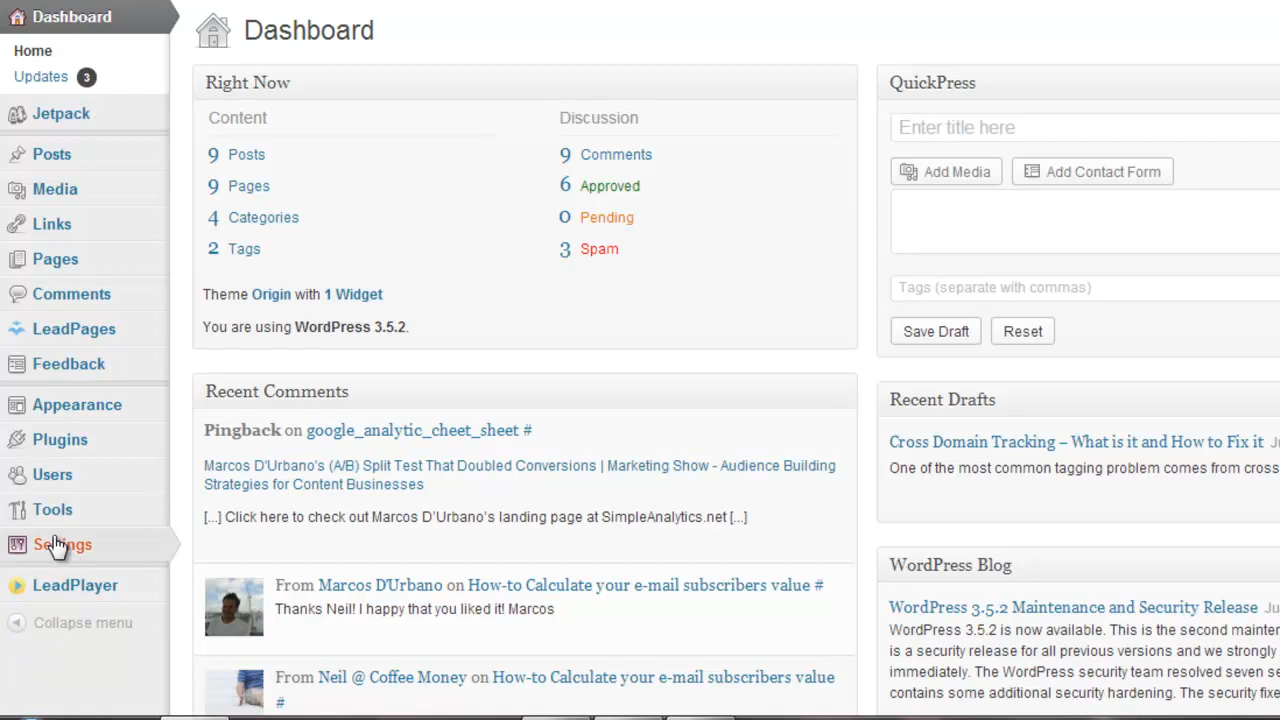 Dashboard
Home
Updates 3
Jetpack
Posts
Media
Links
Pages
Comments
LeadPages
Feedback
Appearance
Plugins
Users
Tools
Settings
LeadPlayer
Collapse menu
Dashboard
Right Now
Content
9 Posts
9 Pages
4 Categories
2 Tags
Discussion
9 Comments
6 Approved
0 Pending
3 Spam
Theme Origin with 1 Widget
You are using WordPress 3.5.2.
Recent Comments
Pingback on google_analytic_cheet_sheet #
Marcos D'Urbano's (A/B) Split Test That Doubled Conversions | Marketing Show - Audience Building
Strategies for Content Businesses
[...] Click here to check out Marcos D'Urbano's landing page at SimpleAnalytics.net [...]
From Marcos D'Urbano on How-to Calculate your e-mail subscribers value #
Thanks Neil! I happy that you liked it! Marcos
From Neil @ Coffee Money on How-to Calculate your e-mail subscribers value
#
QuickPress
Enter title here
Add Media
Add Contact Form
Tags (separate with commas)
Save Draft
Reset
Recent Drafts
Cross Domain Tracking – What is it and How to Fix it
One of the most common tagging problem comes from cross
WordPress Blog
WordPress 3.5.2 Maintenance and Security Release
WordPress 3.5.2 is now available. This is the second
is a security release for all previous versions and we strongly
immediately. The WordPress security team resolved seven
contains some additional security hardening. The security